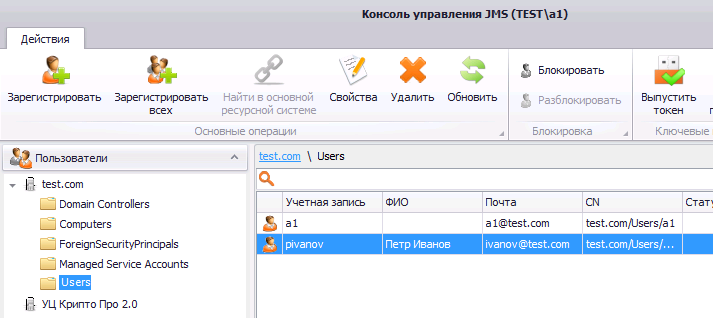 Консоль управления JMS (TEST\a1)
Действия
Зарегистрировать
Зарегистрировать всех
Найти в основной ресурсной системе
Свойства
Удалить
Обновить
Основные операции
Блокировать
Разблокировать
Блокировка
Выпустить токен
Ключевые
Пользователи
test.com
Domain Controllers
Computers
ForeignSecurityPrincipals
Managed Service Accounts
Users
УЦ Крипто Про 2.0
test.com \ Users
Учетная запись ФИО Почта CN Стату
a1 a1@test.com test.com/Users/a1
pivanov Петр Иванов ivanov@test.com test.com/Users/...